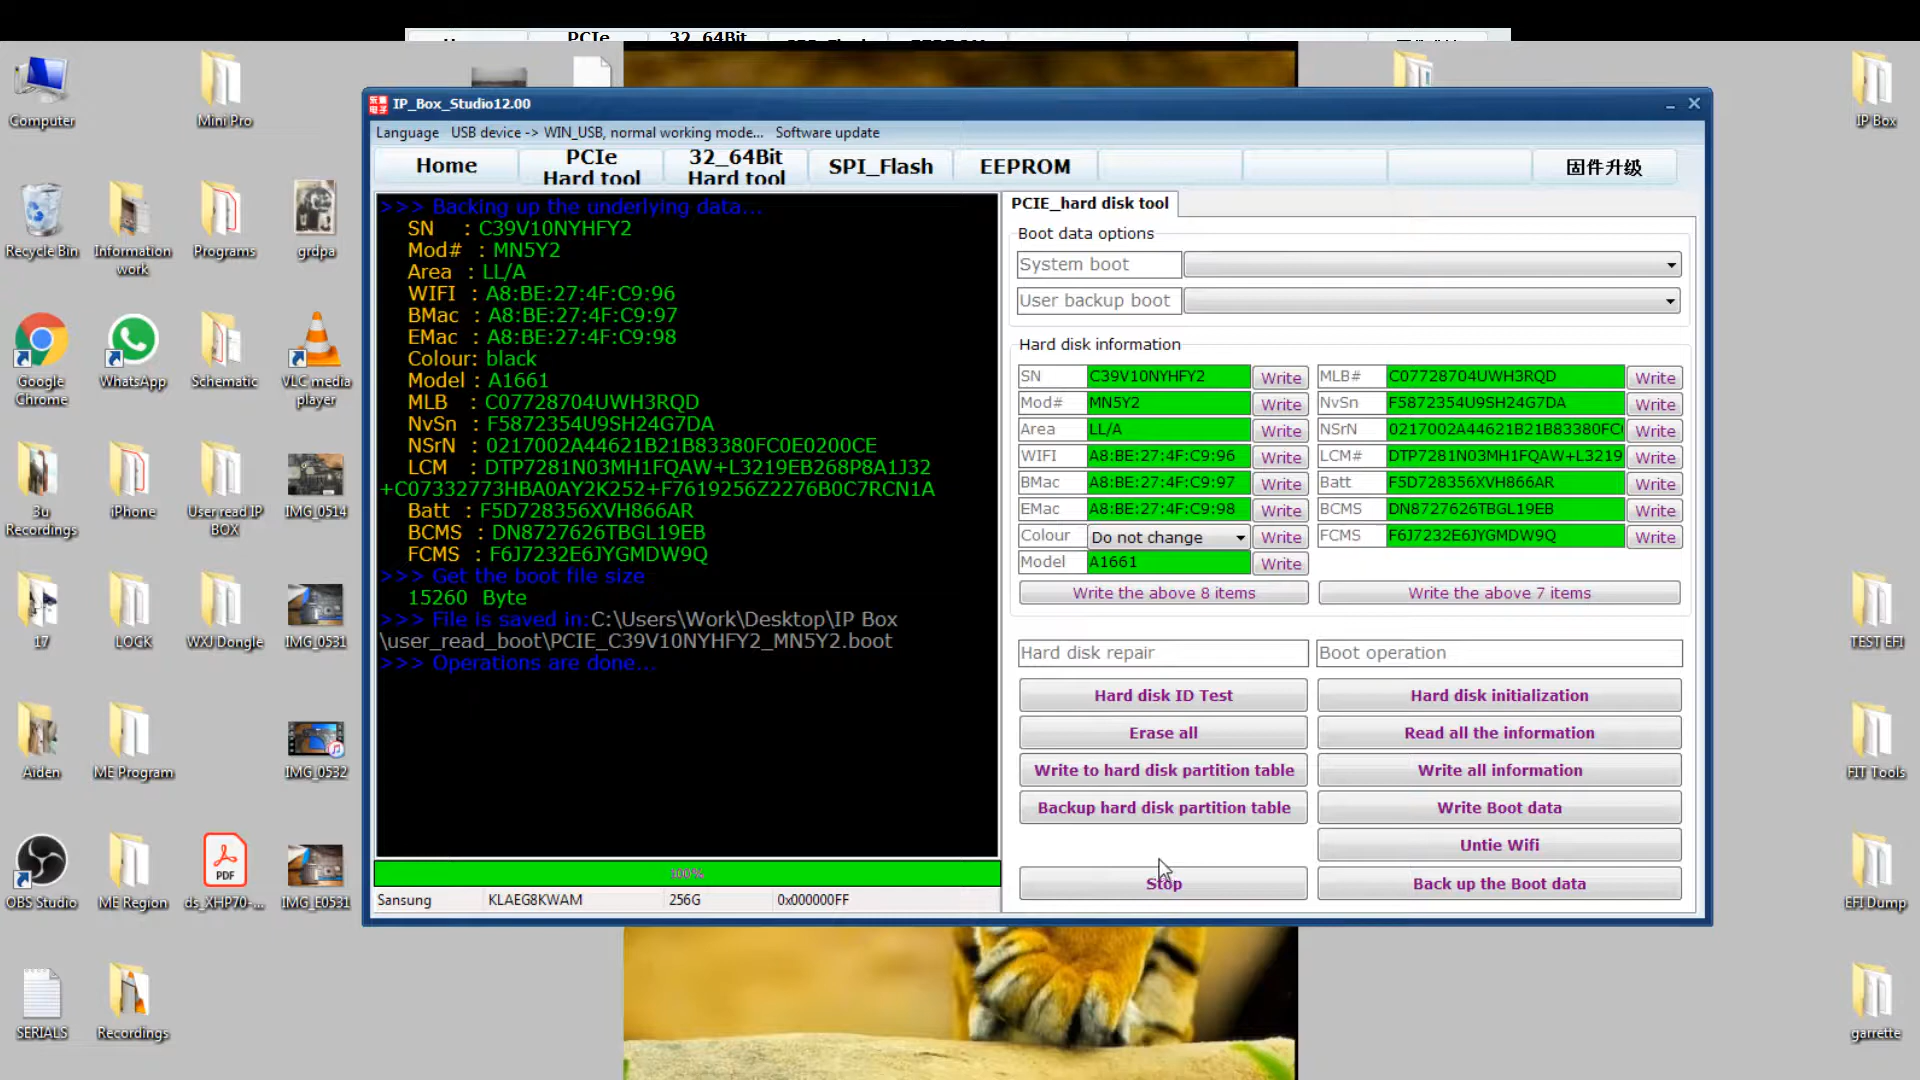 PCIe
32_64Bit
Computer
Mini Pro
IP Box
Recycle Bin
Information work
Programs
grdpa
Google Chrome
WhatsApp
Schematic
VLC media player
3u Recordings
iPhone
User read IP BOX
IMG_0514
17
LOCK
WXJ Dongle
IMG_0531
TEST EFI
Aiden
ME Program
IMG_0532
FIT Tools
OBS Studio
ME Region
PDF
ds_XHP70-...
IMG_E0531
EFI Dump
SERIALS
Recordings
garrette
IP_Box_Studio12.00
Language USB device -> WIN_USB, normal working mode... Software update
Home
PCIe
Hard tool
32_64Bit
Hard tool
SPI_Flash
EEPROM
固件升级
>>> Backing up the underlying data...
SN : C39V10NYHFY2
Mod# : MN5Y2
Area : LL/A
WIFI : A8:BE:27:4F:C9:96
BMac : A8:BE:27:4F:C9:97
EMac : A8:BE:27:4F:C9:98
Colour: black
Model : A1661
MLB : C07728704UWH3RQD
NvSn : F5872354U9SH24G7DA
NSrN : 0217002A44621B21B83380FC0E0200CE
LCM : DTP7281N03MH1FQAW+L3219EB268P8A1J32
+C07332773HBA0AY2K252+F7619256Z2276B0C7RCN1A
Batt : F5D728356XVH866AR
BCMS : DN8727626TBGL19EB
FCMS : F6J7232E6JYGMDW9Q
>>> Get the boot file size
15260 Byte
>>> File is saved in:C:\Users\Work\Desktop\IP Box
\user_read_boot\PCIE_C39V10NYHFY2_MN5Y2.boot
>>> Operations are done...
100%
Sansung KLAEG8KWAM 256G 0x000000FF
PCIE_hard disk tool
Boot data options
System boot
User backup boot
Hard disk information
SN C39V10NYHFY2 Write MLB# C07728704UWH3RQD Write
Mod# MN5Y2 Write NvSn F5872354U9SH24G7DA Write
Area LL/A Write NSrN 0217002A44621B21B83380FC Write
WIFI A8:BE:27:4F:C9:96 Write LCM# DTP7281N03MH1FQAW+L3219 Write
BMac A8:BE:27:4F:C9:97 Write Batt F5D728356XVH866AR Write
EMac A8:BE:27:4F:C9:98 Write BCMS DN8727626TBGL19EB Write
Colour Do not change Write FCMS F6J7232E6JYGMDW9Q Write
Model A1661 Write
Write the above 8 items Write the above 7 items
Hard disk repair Boot operation
Hard disk ID Test Hard disk initialization
Erase all Read all the information
Write to hard disk partition table Write all information
Backup hard disk partition table Write Boot data
Untie Wifi
Stop Back up the Boot data